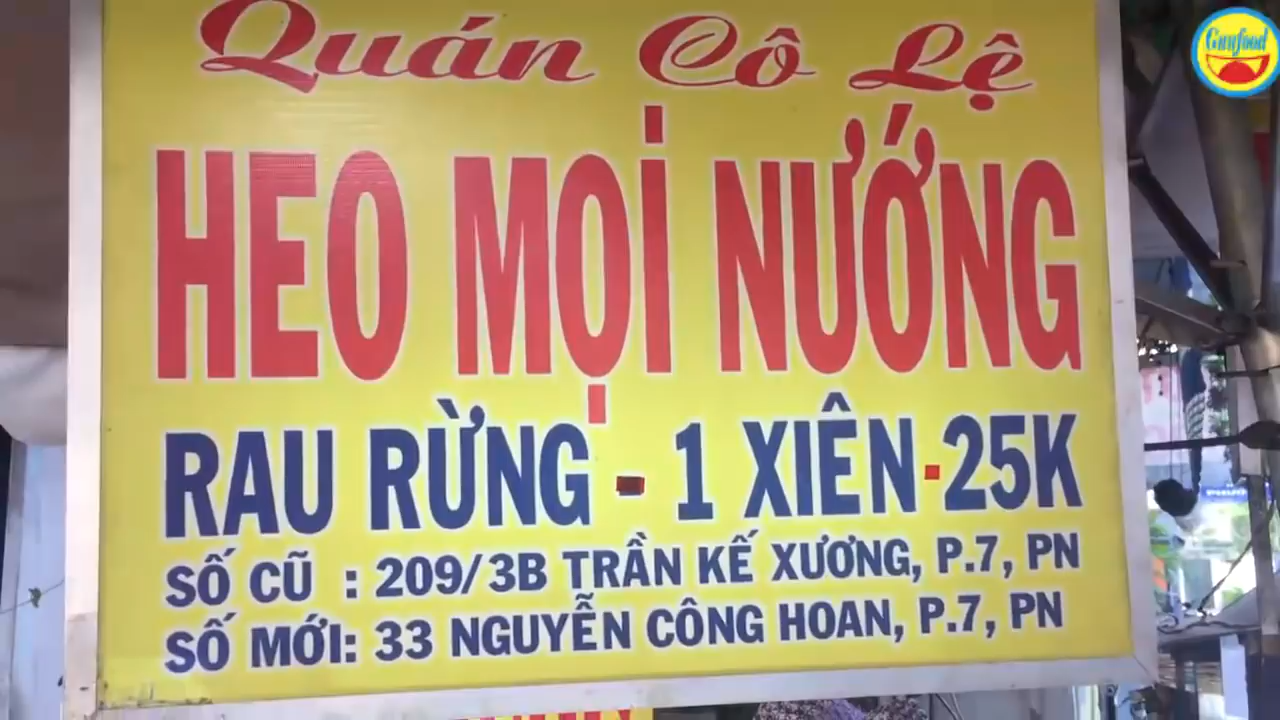 Guufood
Quán Cô Lệ
HEO MỌI NƯỚNG
RAU RỪNG - 1 XIÊN-25K
SỐ CŨ : 209/3B TRẦN KẾ XƯƠNG, P.7, PN
SỐ MỚI: 33 NGUYỄN CÔNG HOAN, P.7, PN